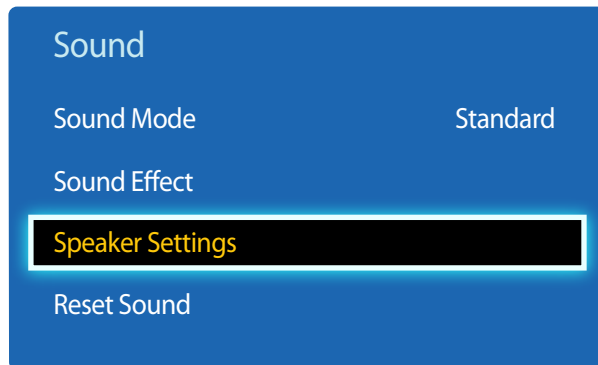 Sound
Sound Mode Standard
Sound Effect
Speaker Settings
Reset Sound